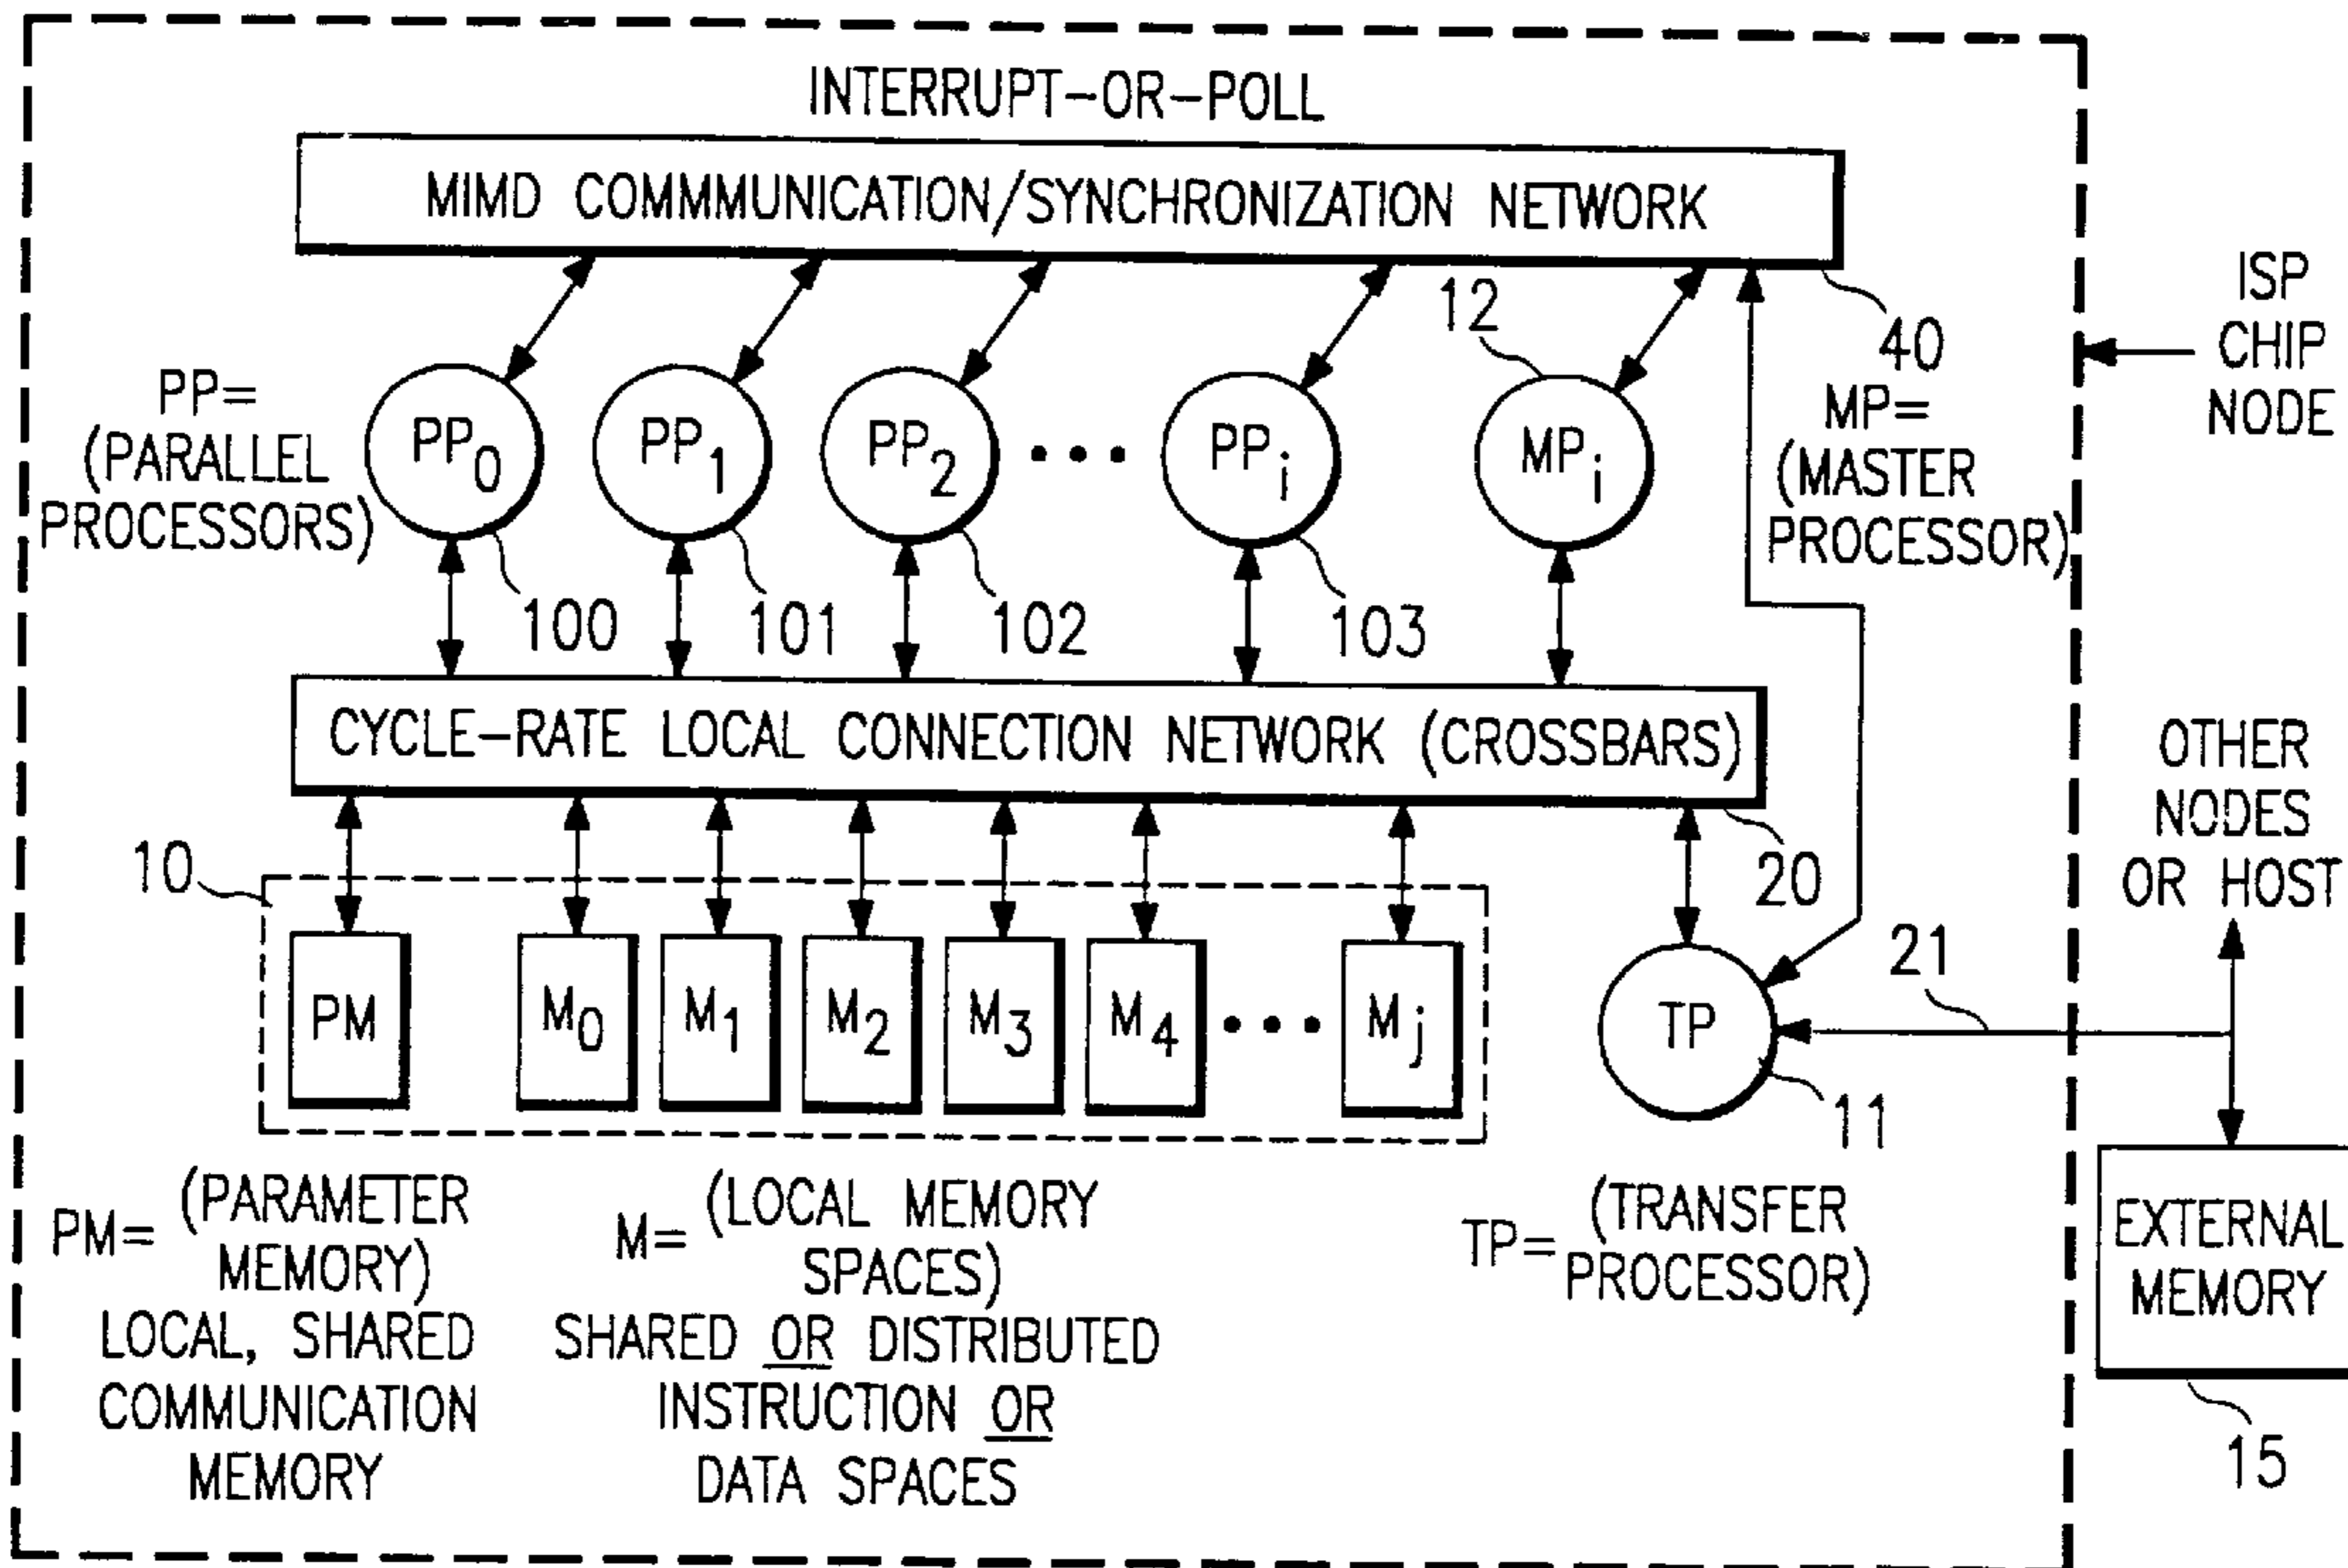 INTERRUPT-OR-POLL
MIMD COMMMUNICATION/SYNCHRONIZATION NETWORK
40
ISP
CHIP
NODE
12
PP=
(PARALLEL
PROCESSORS)
PP0
PP1
PP2
PPi
MPi
MP=
(MASTER
PROCESSOR)
100
101
102
103
CYCLE-RATE LOCAL CONNECTION NETWORK (CROSSBARS)
20
OTHER
NODES
OR HOST
10
PM
M0
M1
M2
M3
M4
Mj
TP
21
11
PM= (PARAMETER
MEMORY)
LOCAL, SHARED
COMMUNICATION
MEMORY
M= (LOCAL MEMORY
SPACES)
SHARED OR DISTRIBUTED
INSTRUCTION OR
DATA SPACES
TP= (TRANSFER
PROCESSOR)
EXTERNAL
MEMORY
15